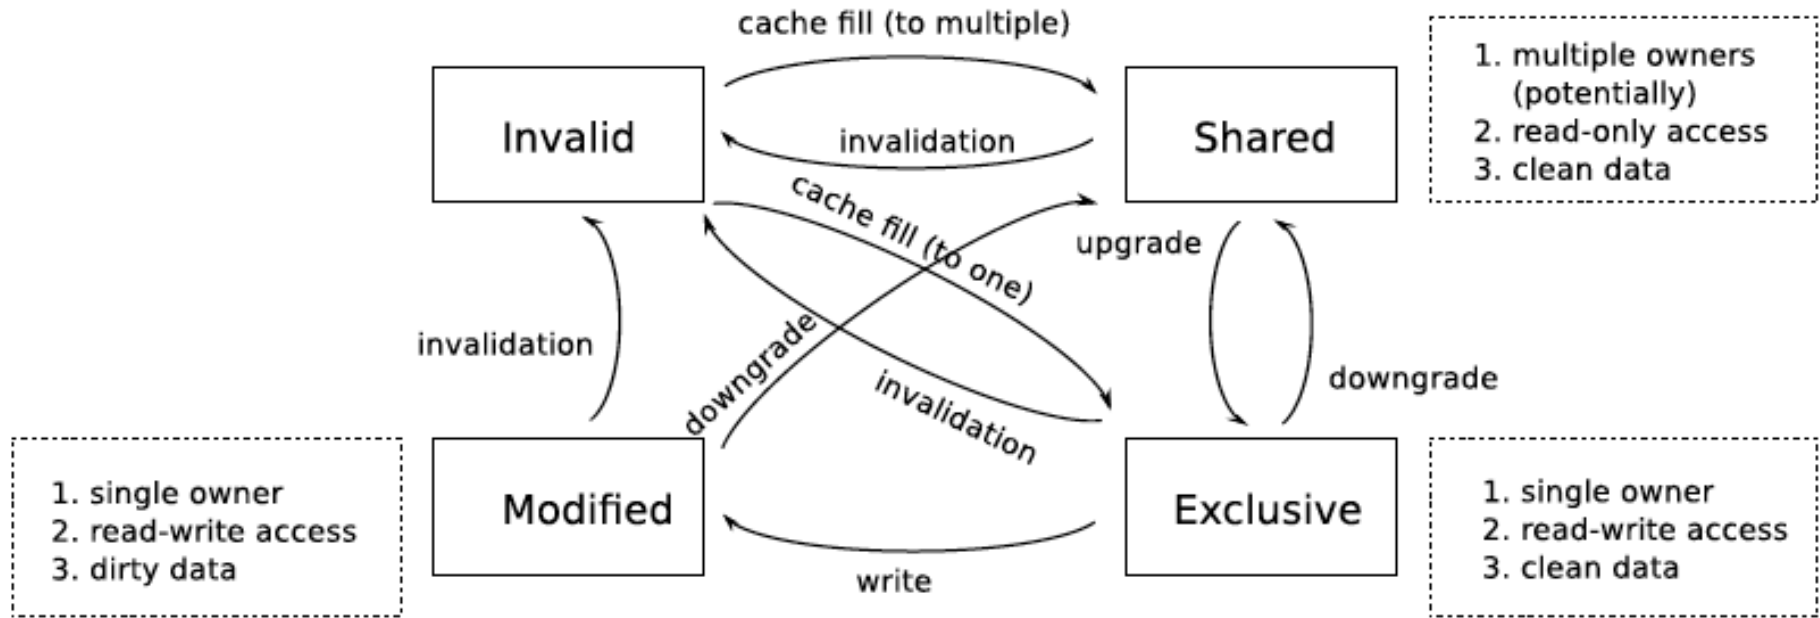 cache fill (to multiple)
1. multiple owners
(potentially)
2. read-only access
3. clean data
Invalid
invalidation
Shared
cache fill (to one)
upgrade
invalidation
downgrade
invalidation
downgrade
1. single owner
2. read-write access
3. dirty data
Modified
write
Exclusive
1. single owner
2. read-write access
3. clean data